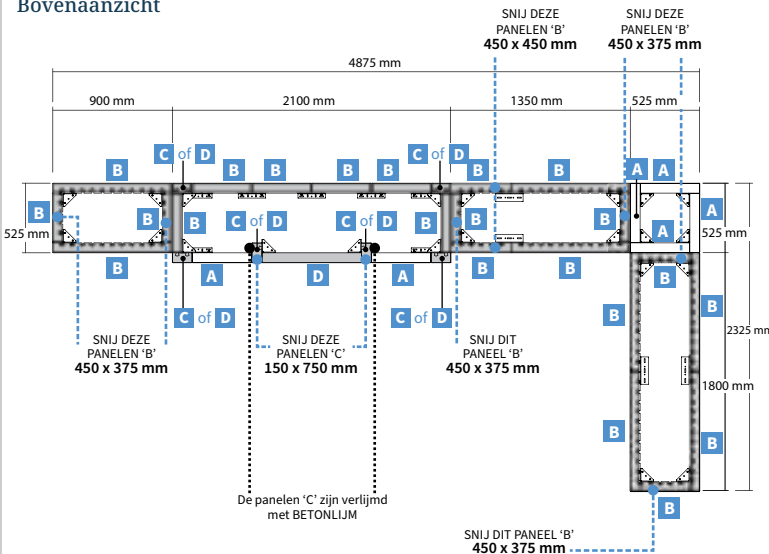 Bovenaanzicht
SNIJ DEZE
PANELEN ‘B’
450 x 450 mm
SNIJ DEZE
PANELEN ‘B’
450 x 375 mm
4875 mm
900 mm
2100 mm
1350 mm
525 mm
B
C of D
B
B
B
B
C of D
B
B
A
A
B
B
B
C of D
C of D
B
B
B
A
A
525 mm
525 mm
B
A
D
A
B
B
B
C of D
C of D
B
B
2325 mm
SNIJ DEZE
PANELEN ‘B’
450 x 375 mm
SNIJ DEZE
PANELEN ‘C’
150 x 750 mm
SNIJ DIT
PANEEL ‘B’
450 x 375 mm
1800 mm
B
B
De panelen ‘C’ zijn verlijmd
met BETONLIJM
B
SNIJ DIT PANEEL ‘B’
450 x 375 mm